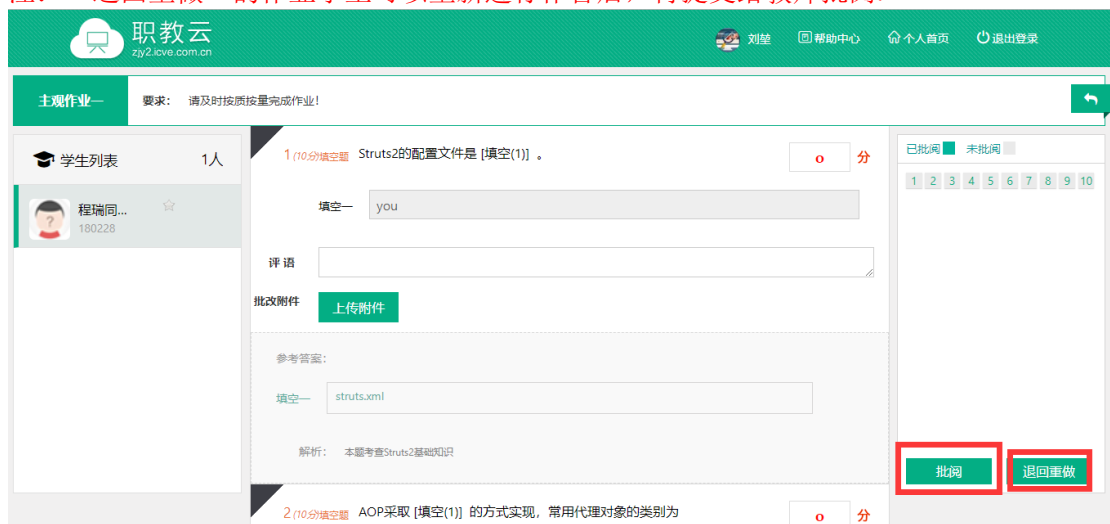 职教云
zjy2.icve.com.cn
刘堃 帮助中心 个人首页 退出登录
主观作业一 要求： 请及时按质按量完成作业！
学生列表 1人
程瑞同...
180228
1 (10分)填空题 Struts2的配置文件是 [填空(1)] 。 0 分
填空一 you
评 语
批改附件 上传附件
参考答案：
填空一 struts.xml
解析： 本题考查Struts2基础知识
2 (10分)填空题 AOP采取 [填空(1)] 的方式实现，常用代理对象的类别为 0 分
已批阅 未批阅
1 2 3 4 5 6 7 8 9 10
批阅 退回重做